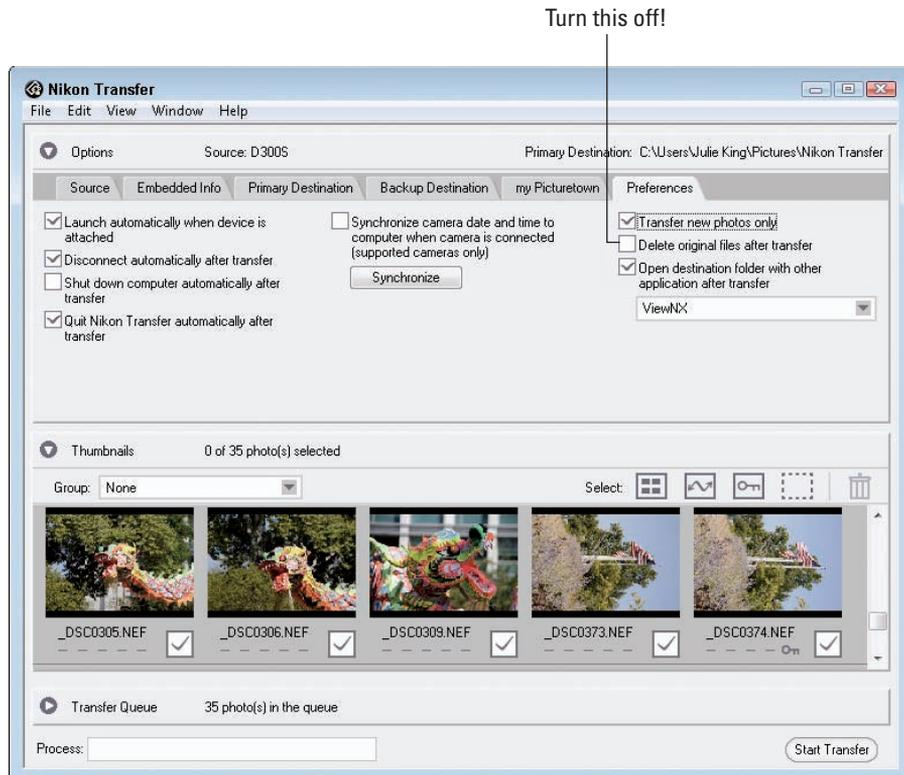 Turn this off!
Nikon Transfer
File Edit View Window Help
Options Source: D300S Primary Destination: C:\Users\Julie King\Pictures\Nikon Transfer
Source Embedded Info Primary Destination Backup Destination my Picturetown Preferences
Launch automatically when device is
attached
Disconnect automatically after transfer
Shut down computer automatically after
transfer
Quit Nikon Transfer automatically after
transfer
Synchronize camera date and time to
computer when camera is connected
(supported cameras only)
Synchronize
Transfer new photos only
Delete original files after transfer
Open destination folder with other
application after transfer
ViewNX
Thumbnails 0 of 35 photo(s) selected
Group: None Select:
_DSC0305.NEF _DSC0306.NEF _DSC0309.NEF _DSC0373.NEF _DSC0374.NEF
Transfer Queue 35 photo(s) in the queue
Process: Start Transfer